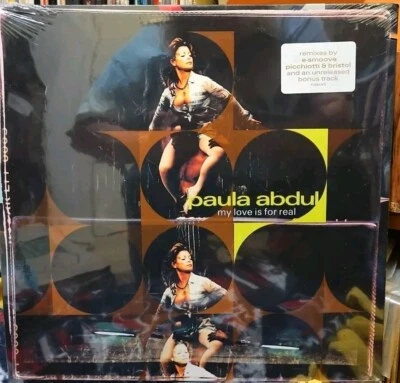 remixes by
e-smoove,
picchiotti & bristol
and an unreleased
bonus track
paula abdul
my love is for real